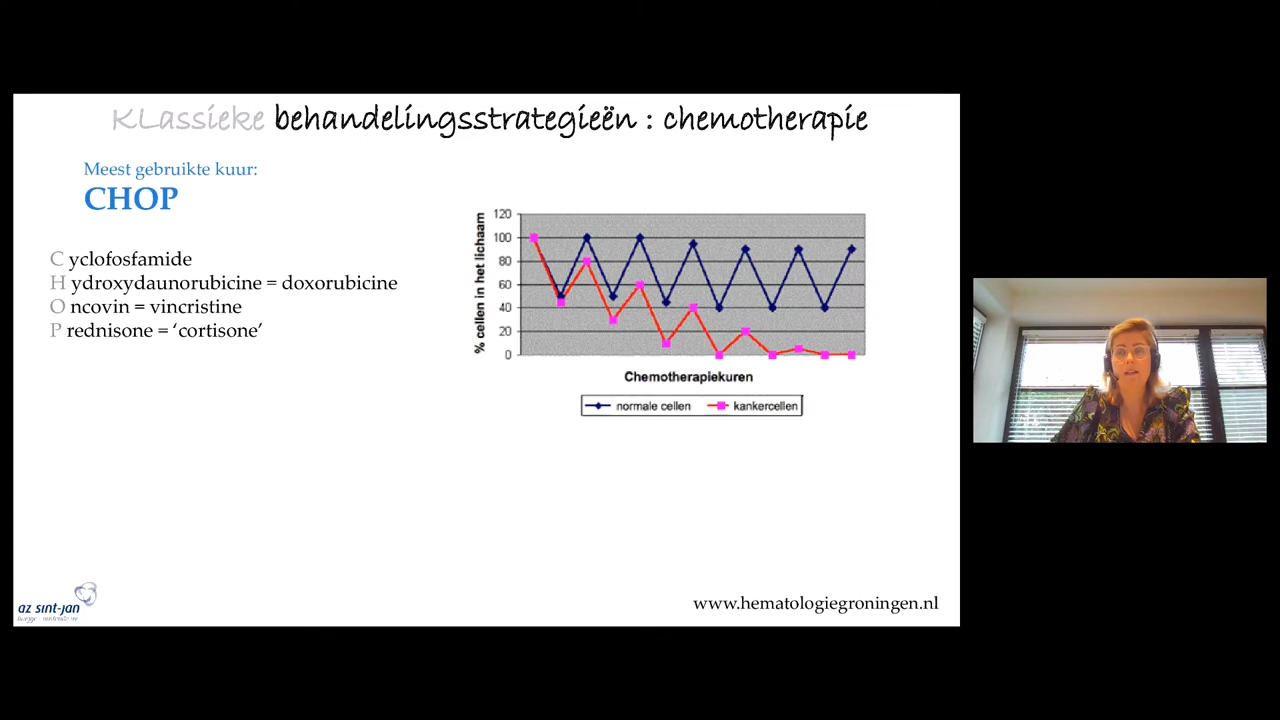 KLassieke behandelingsstrategieën : chemotherapie
Meest gebruikte kuur:
CHOP
C yclofosfamide
H ydroxydaunorubicine = doxorubicine
O ncovin = vincristine
P rednisone = ‘cortisone’
% cellen in het lichaam
120
100
80
60
40
20
0
Chemotherapiekuren
normale cellen
kankercellen
az sint-jan
www.hematologiegroningen.nl